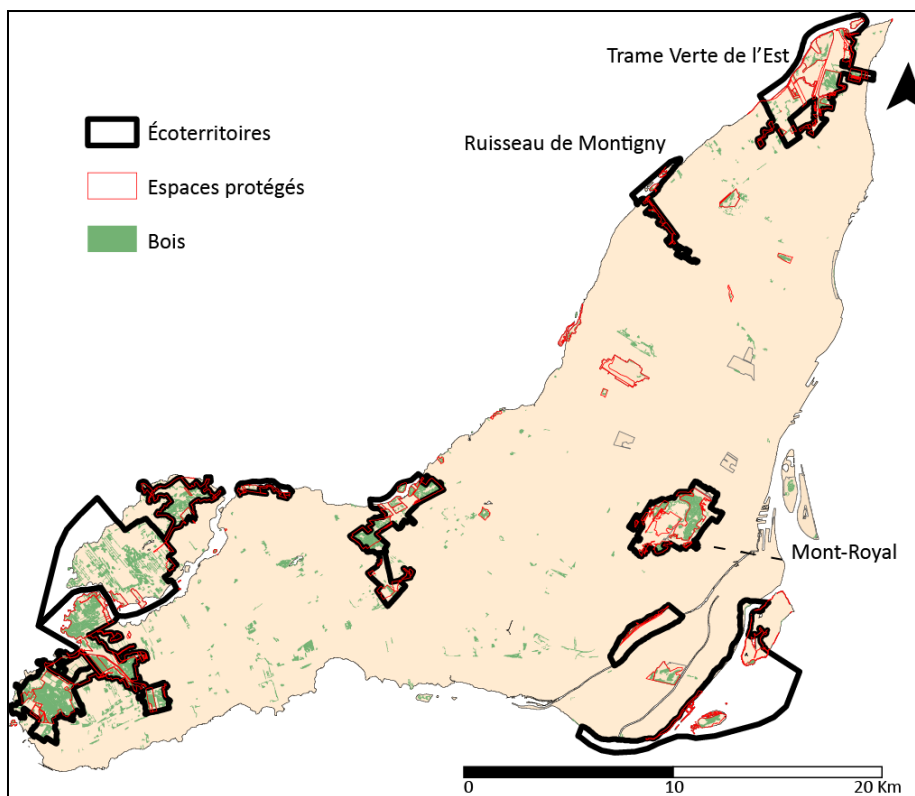 Trame Verte de l'Est
Ruisseau de Montigny
Écoterritoires
Espaces protégés
Bois
Mont-Royal
0 10 20 Km